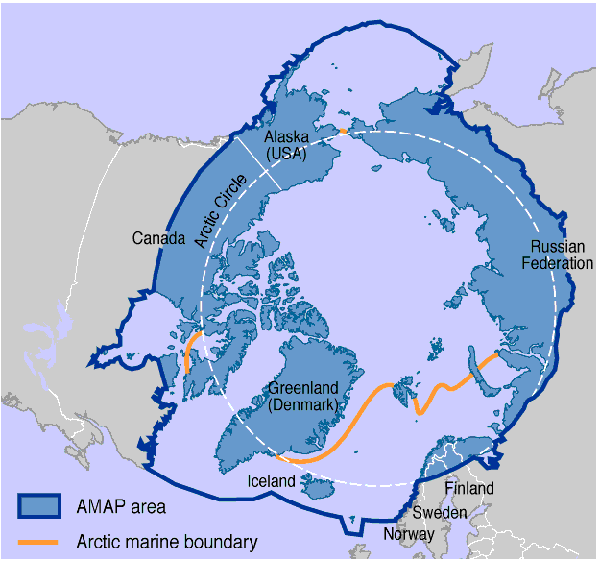 Alaska
(USA)
Arctic Circle
Canada
Russian
Federation
Greenland
(Denmark)
Iceland
Finland
Sweden
Norway
AMAP area
Arctic marine boundary